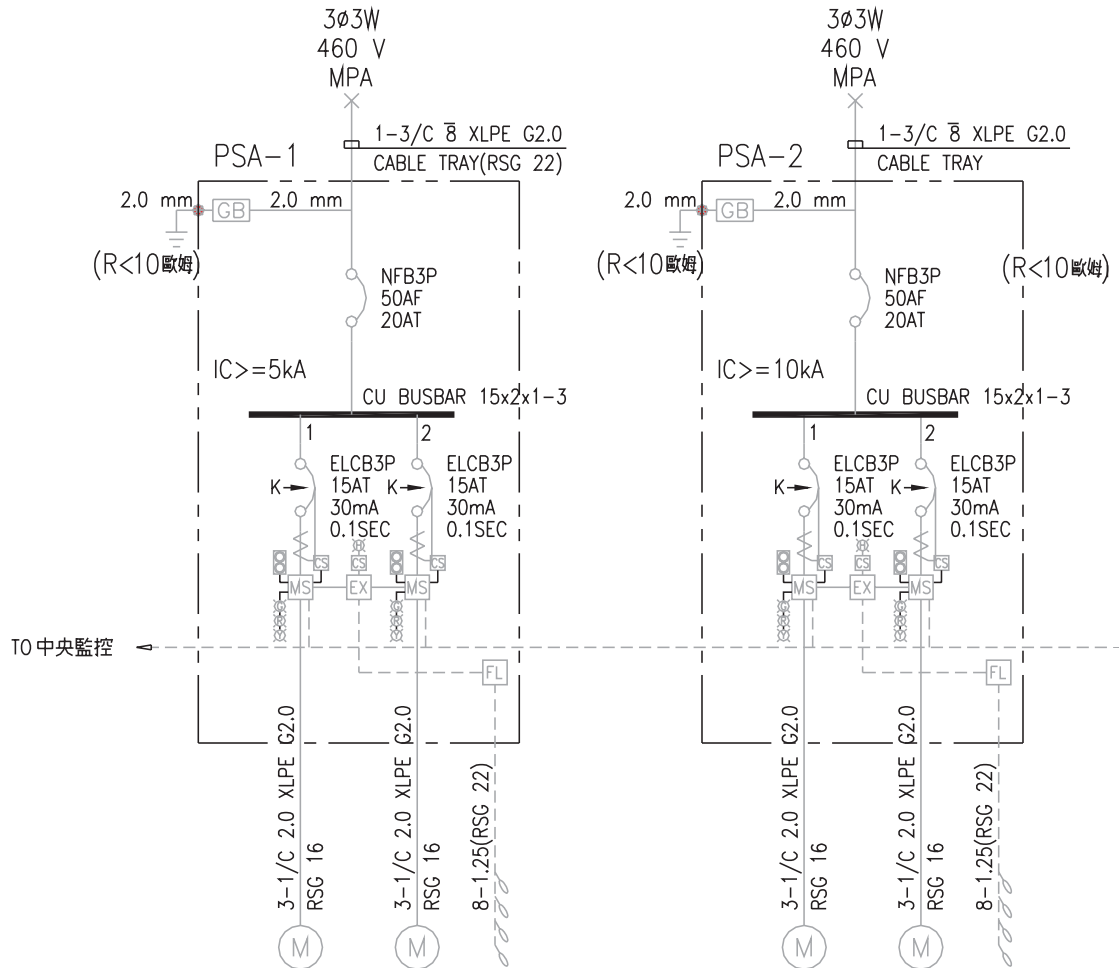 3ø3W
460 V
MPA
1-3/C 8 XLPE G2.0
CABLE TRAY(RSG 22)
PSA-1
2.0 mm
GB
2.0 mm
(R<10歐姆)
NFB3P
50AF
20AT
IC>=5kA
CU BUSBAR 15x2x1-3
1
2
K
ELCB3P
15AT
30mA
0.1SEC
K
ELCB3P
15AT
30mA
0.1SEC
CS
CS
CS
MS
EX
MS
FL
3-1/C 2.0 XLPE G2.0
RSG 16
3-1/C 2.0 XLPE G2.0
RSG 16
8-1.25(RSG 22)
M
M
TO 中央監控
3ø3W
460 V
MPA
1-3/C 8 XLPE G2.0
CABLE TRAY
PSA-2
2.0 mm
GB
2.0 mm
(R<10歐姆)
(R<10歐姆)
NFB3P
50AF
20AT
IC>=10kA
CU BUSBAR 15x2x1-3
1
2
K
ELCB3P
15AT
30mA
0.1SEC
K
ELCB3P
15AT
30mA
0.1SEC
CS
CS
CS
MS
EX
MS
FL
3-1/C 2.0 XLPE G2.0
RSG 16
3-1/C 2.0 XLPE G2.0
RSG 16
8-1.25(RSG 22)
M
M